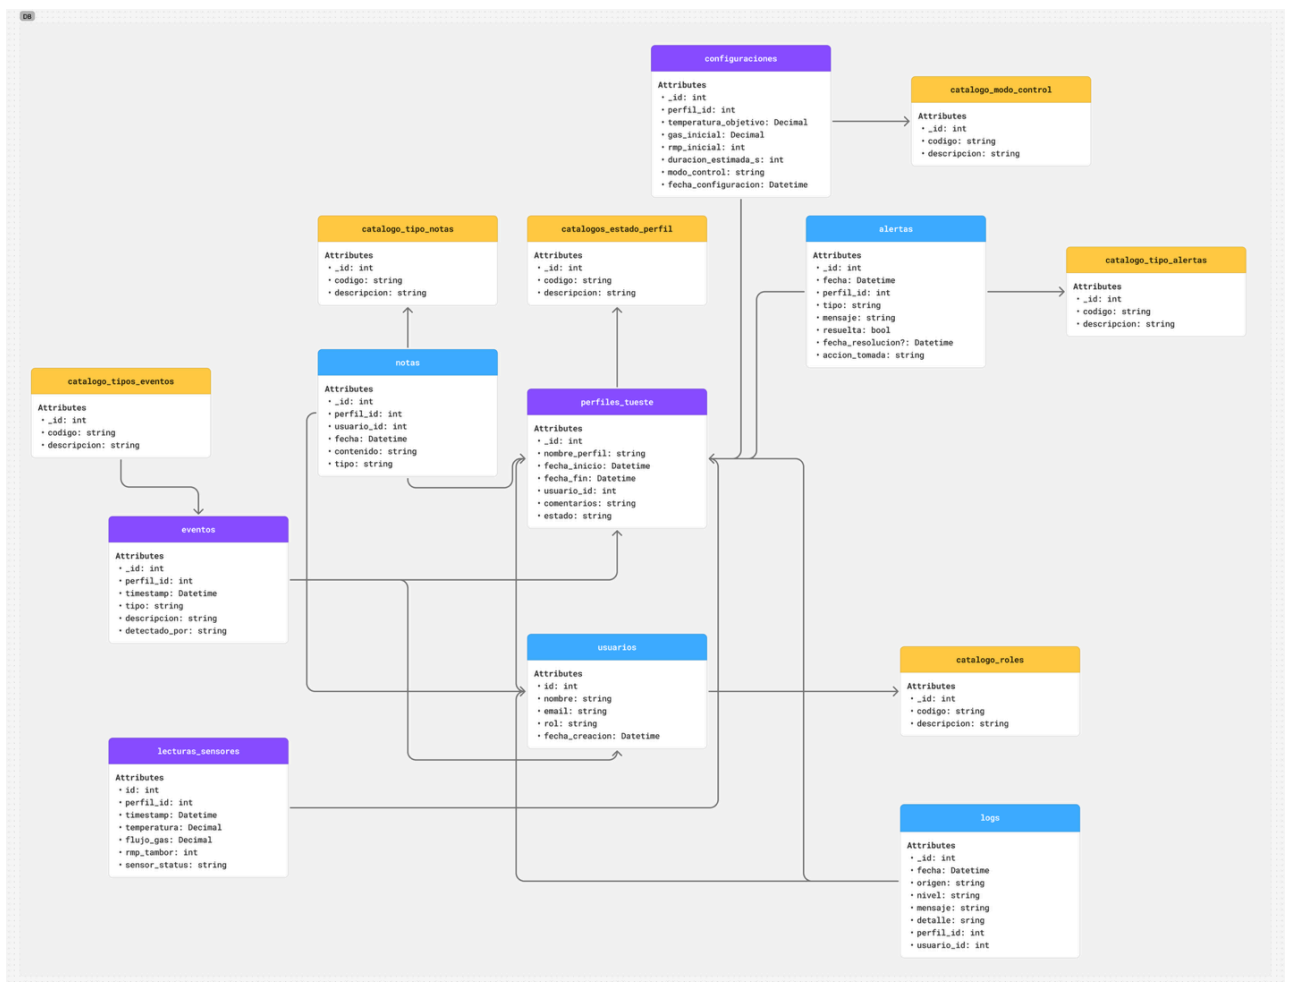 DB
configuraciones
Attributes
• _id: int
• perfil_id: int
• temperatura_objetivo: Decimal
• gas_inicial: Decimal
• rmp_inicial: int
• duracion_estimada_s: int
• modo_control: string
• fecha_configuracion: Datetime
catalogo_modo_control
Attributes
• _id: int
• codigo: string
• descripcion: string
catalogo_tipo_notas
Attributes
• _id: int
• codigo: string
• descripcion: string
catalogos_estado_perfil
Attributes
• _id: int
• codigo: string
• descripcion: string
alertas
Attributes
• _id: int
• fecha: Datetime
• perfil_id: int
• tipo: string
• mensaje: string
• resuelta: bool
• fecha_resolucion?: Datetime
• accion_tomada: string
catalogo_tipo_alertas
Attributes
• _id: int
• codigo: string
• descripcion: string
catalogo_tipos_eventos
Attributes
• _id: int
• codigo: string
• descripcion: string
notas
Attributes
• _id: int
• perfil_id: int
• usuario_id: int
• fecha: Datetime
• contenido: string
• tipo: string
perfiles_tueste
Attributes
• _id: int
• nombre_perfil: string
• fecha_inicio: Datetime
• fecha_fin: Datetime
• usuario_id: int
• comentarios: string
• estado: string
eventos
Attributes
• _id: int
• perfil_id: int
• timestamp: Datetime
• tipo: string
• descripcion: string
• detectado_por: string
usuarios
Attributes
• id: int
• nombre: string
• email: string
• rol: string
• fecha_creacion: Datetime
catalogo_roles
Attributes
• _id: int
• codigo: string
• descripcion: string
lecturas_sensores
Attributes
• id: int
• perfil_id: int
• timestamp: Datetime
• temperatura: Decimal
• flujo_gas: Decimal
• rmp_tambor: int
• sensor_status: string
logs
Attributes
• _id: int
• fecha: Datetime
• origen: string
• nivel: string
• mensaje: string
• detalle: sring
• perfil_id: int
• usuario_id: int